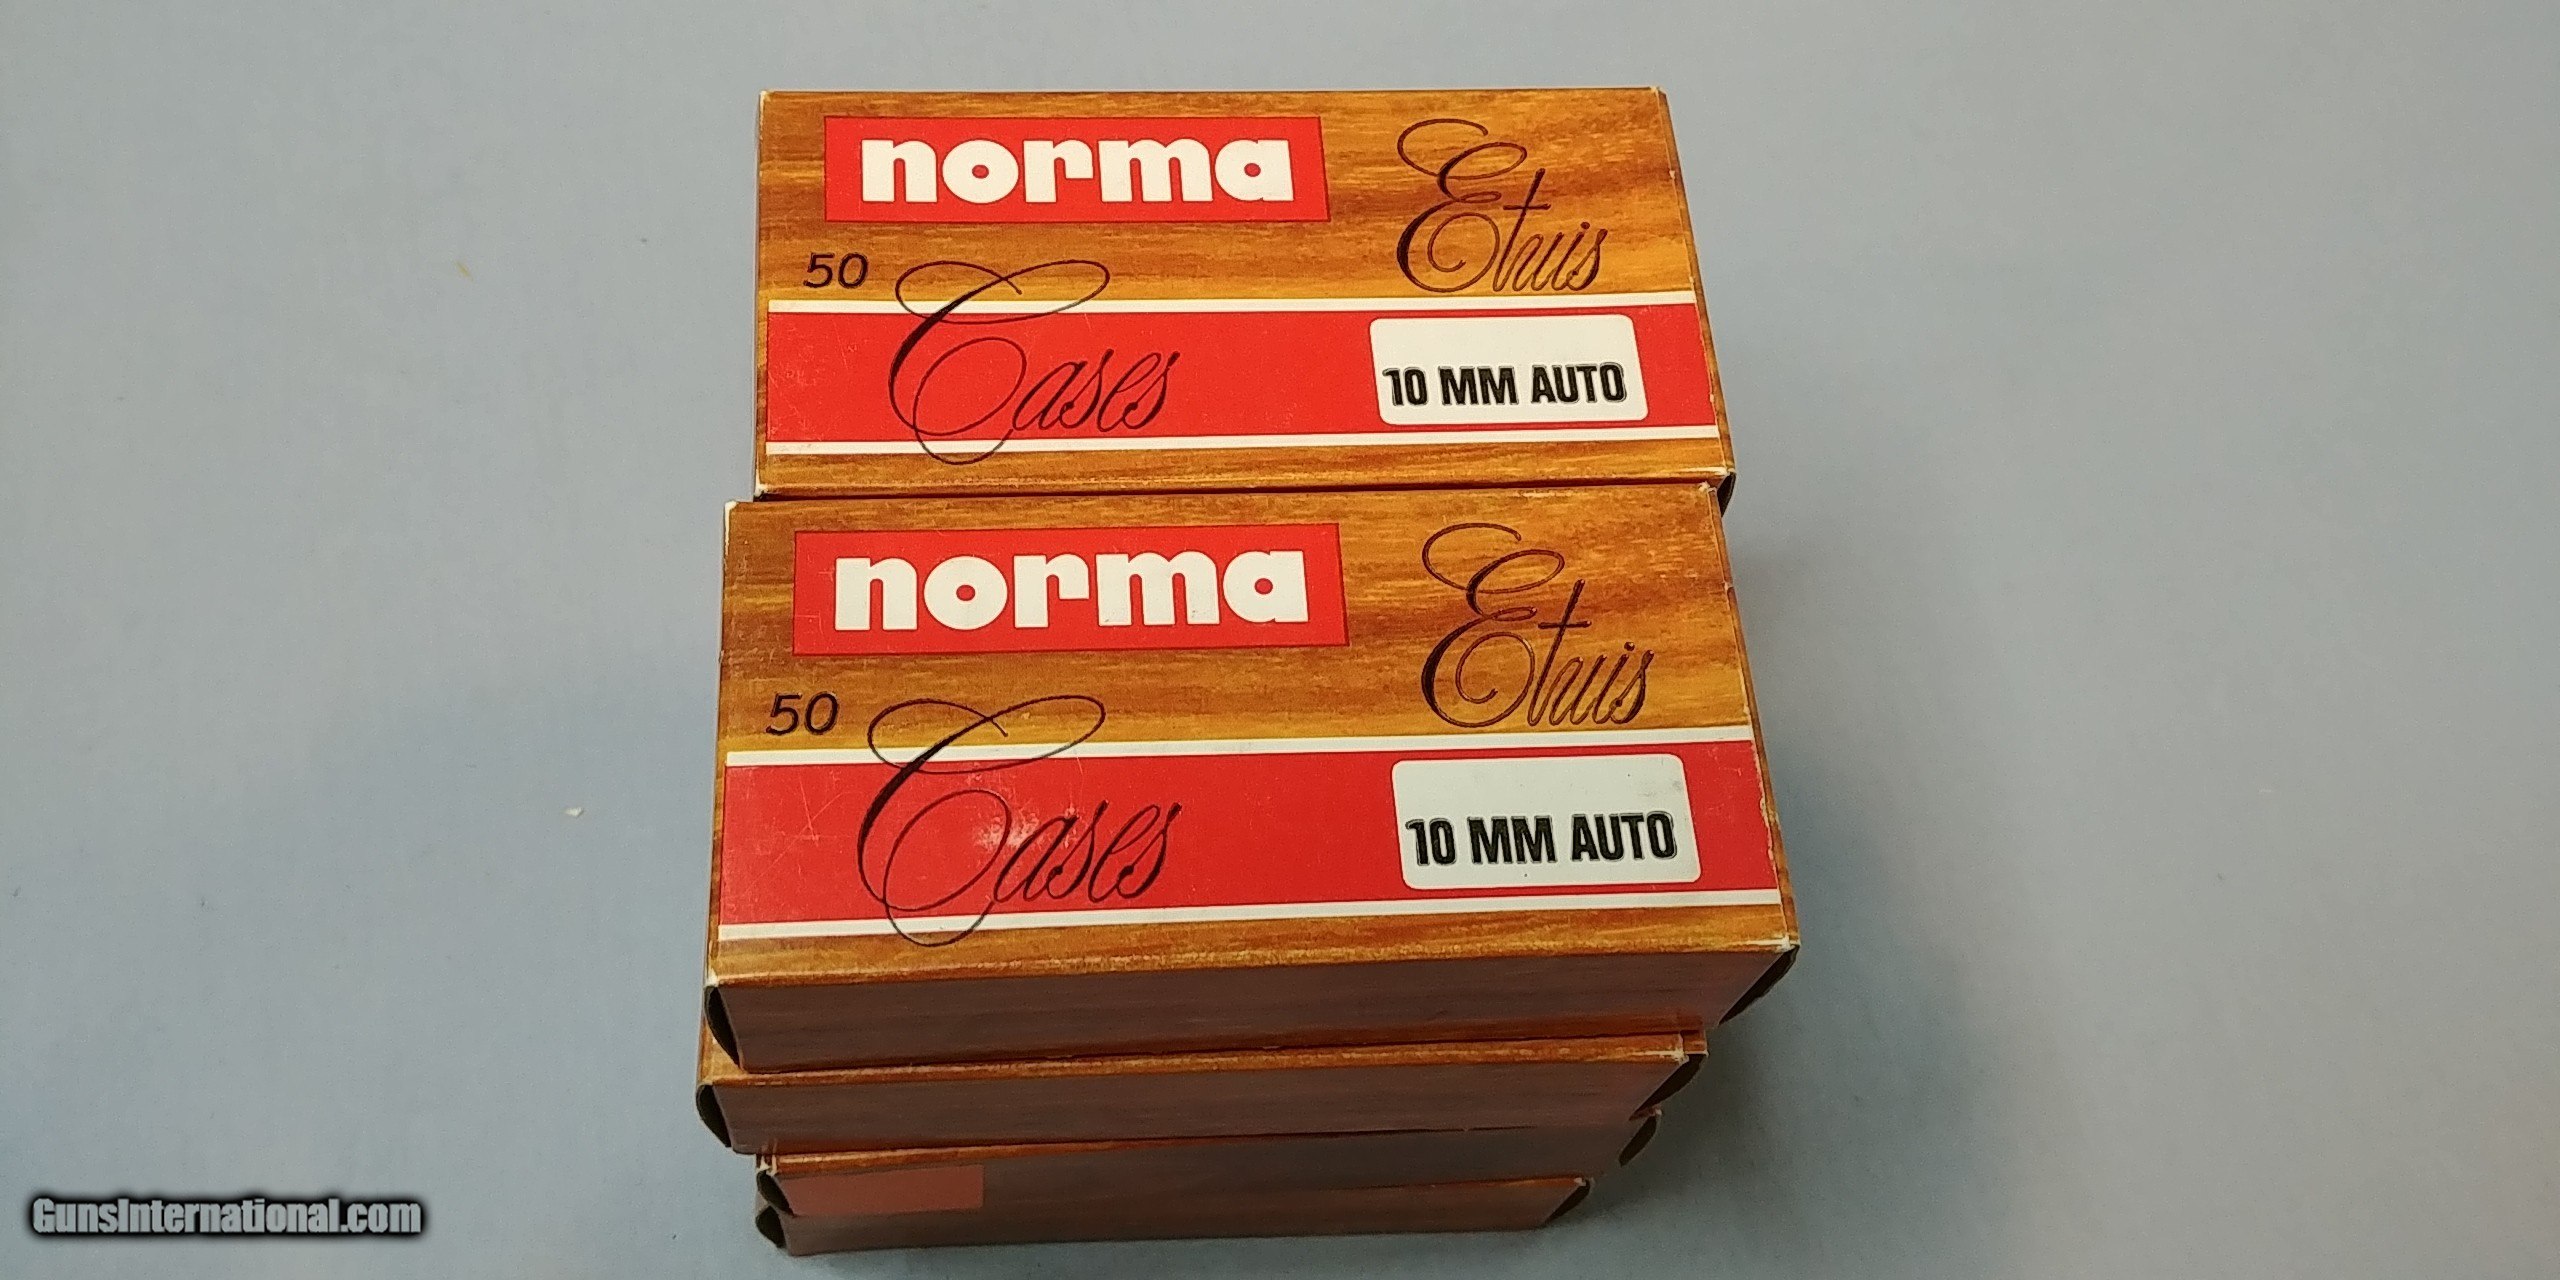 norma
Etuis
50 Cases
10 MM AUTO
norma
Etuis
50 Cases
10 MM AUTO
GunsInternational.com